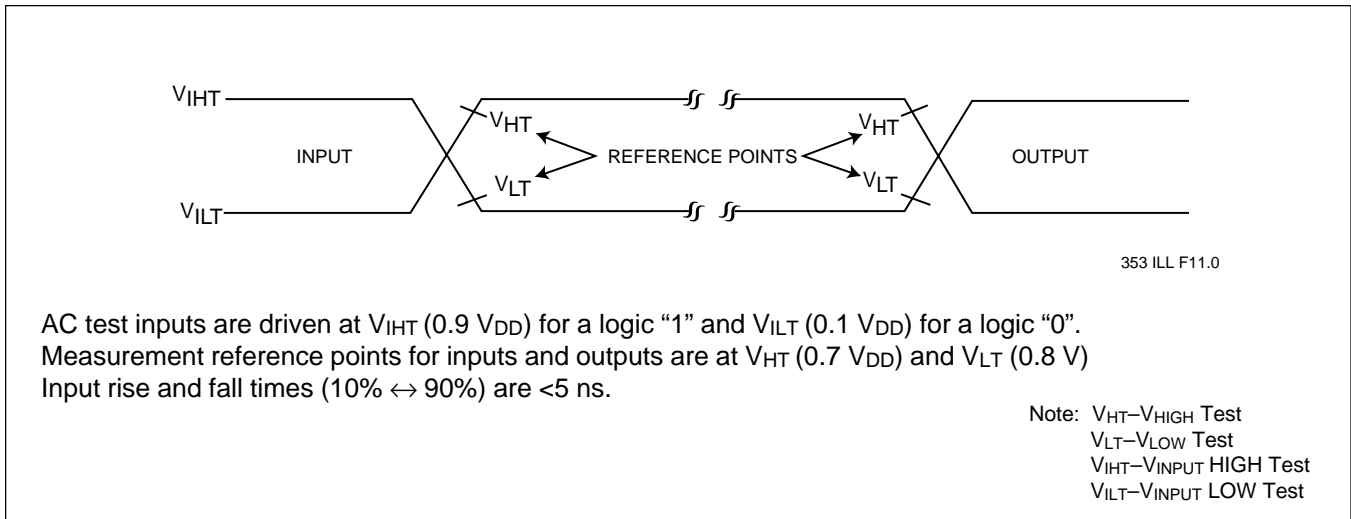 VIHT
VHT
VHT
INPUT
REFERENCE POINTS
OUTPUT
VLT
VLT
VILT
353 ILL F11.0
AC test inputs are driven at VIHT (0.9 VDD) for a logic “1” and VILT (0.1 VDD) for a logic “0”.
Measurement reference points for inputs and outputs are at VHT (0.7 VDD) and VLT (0.8 V)
Input rise and fall times (10% ↔ 90%) are <5 ns.
Note: VHT–VHIGH Test
VLT–VLOW Test
VIHT–VINPUT HIGH Test
VILT–VINPUT LOW Test